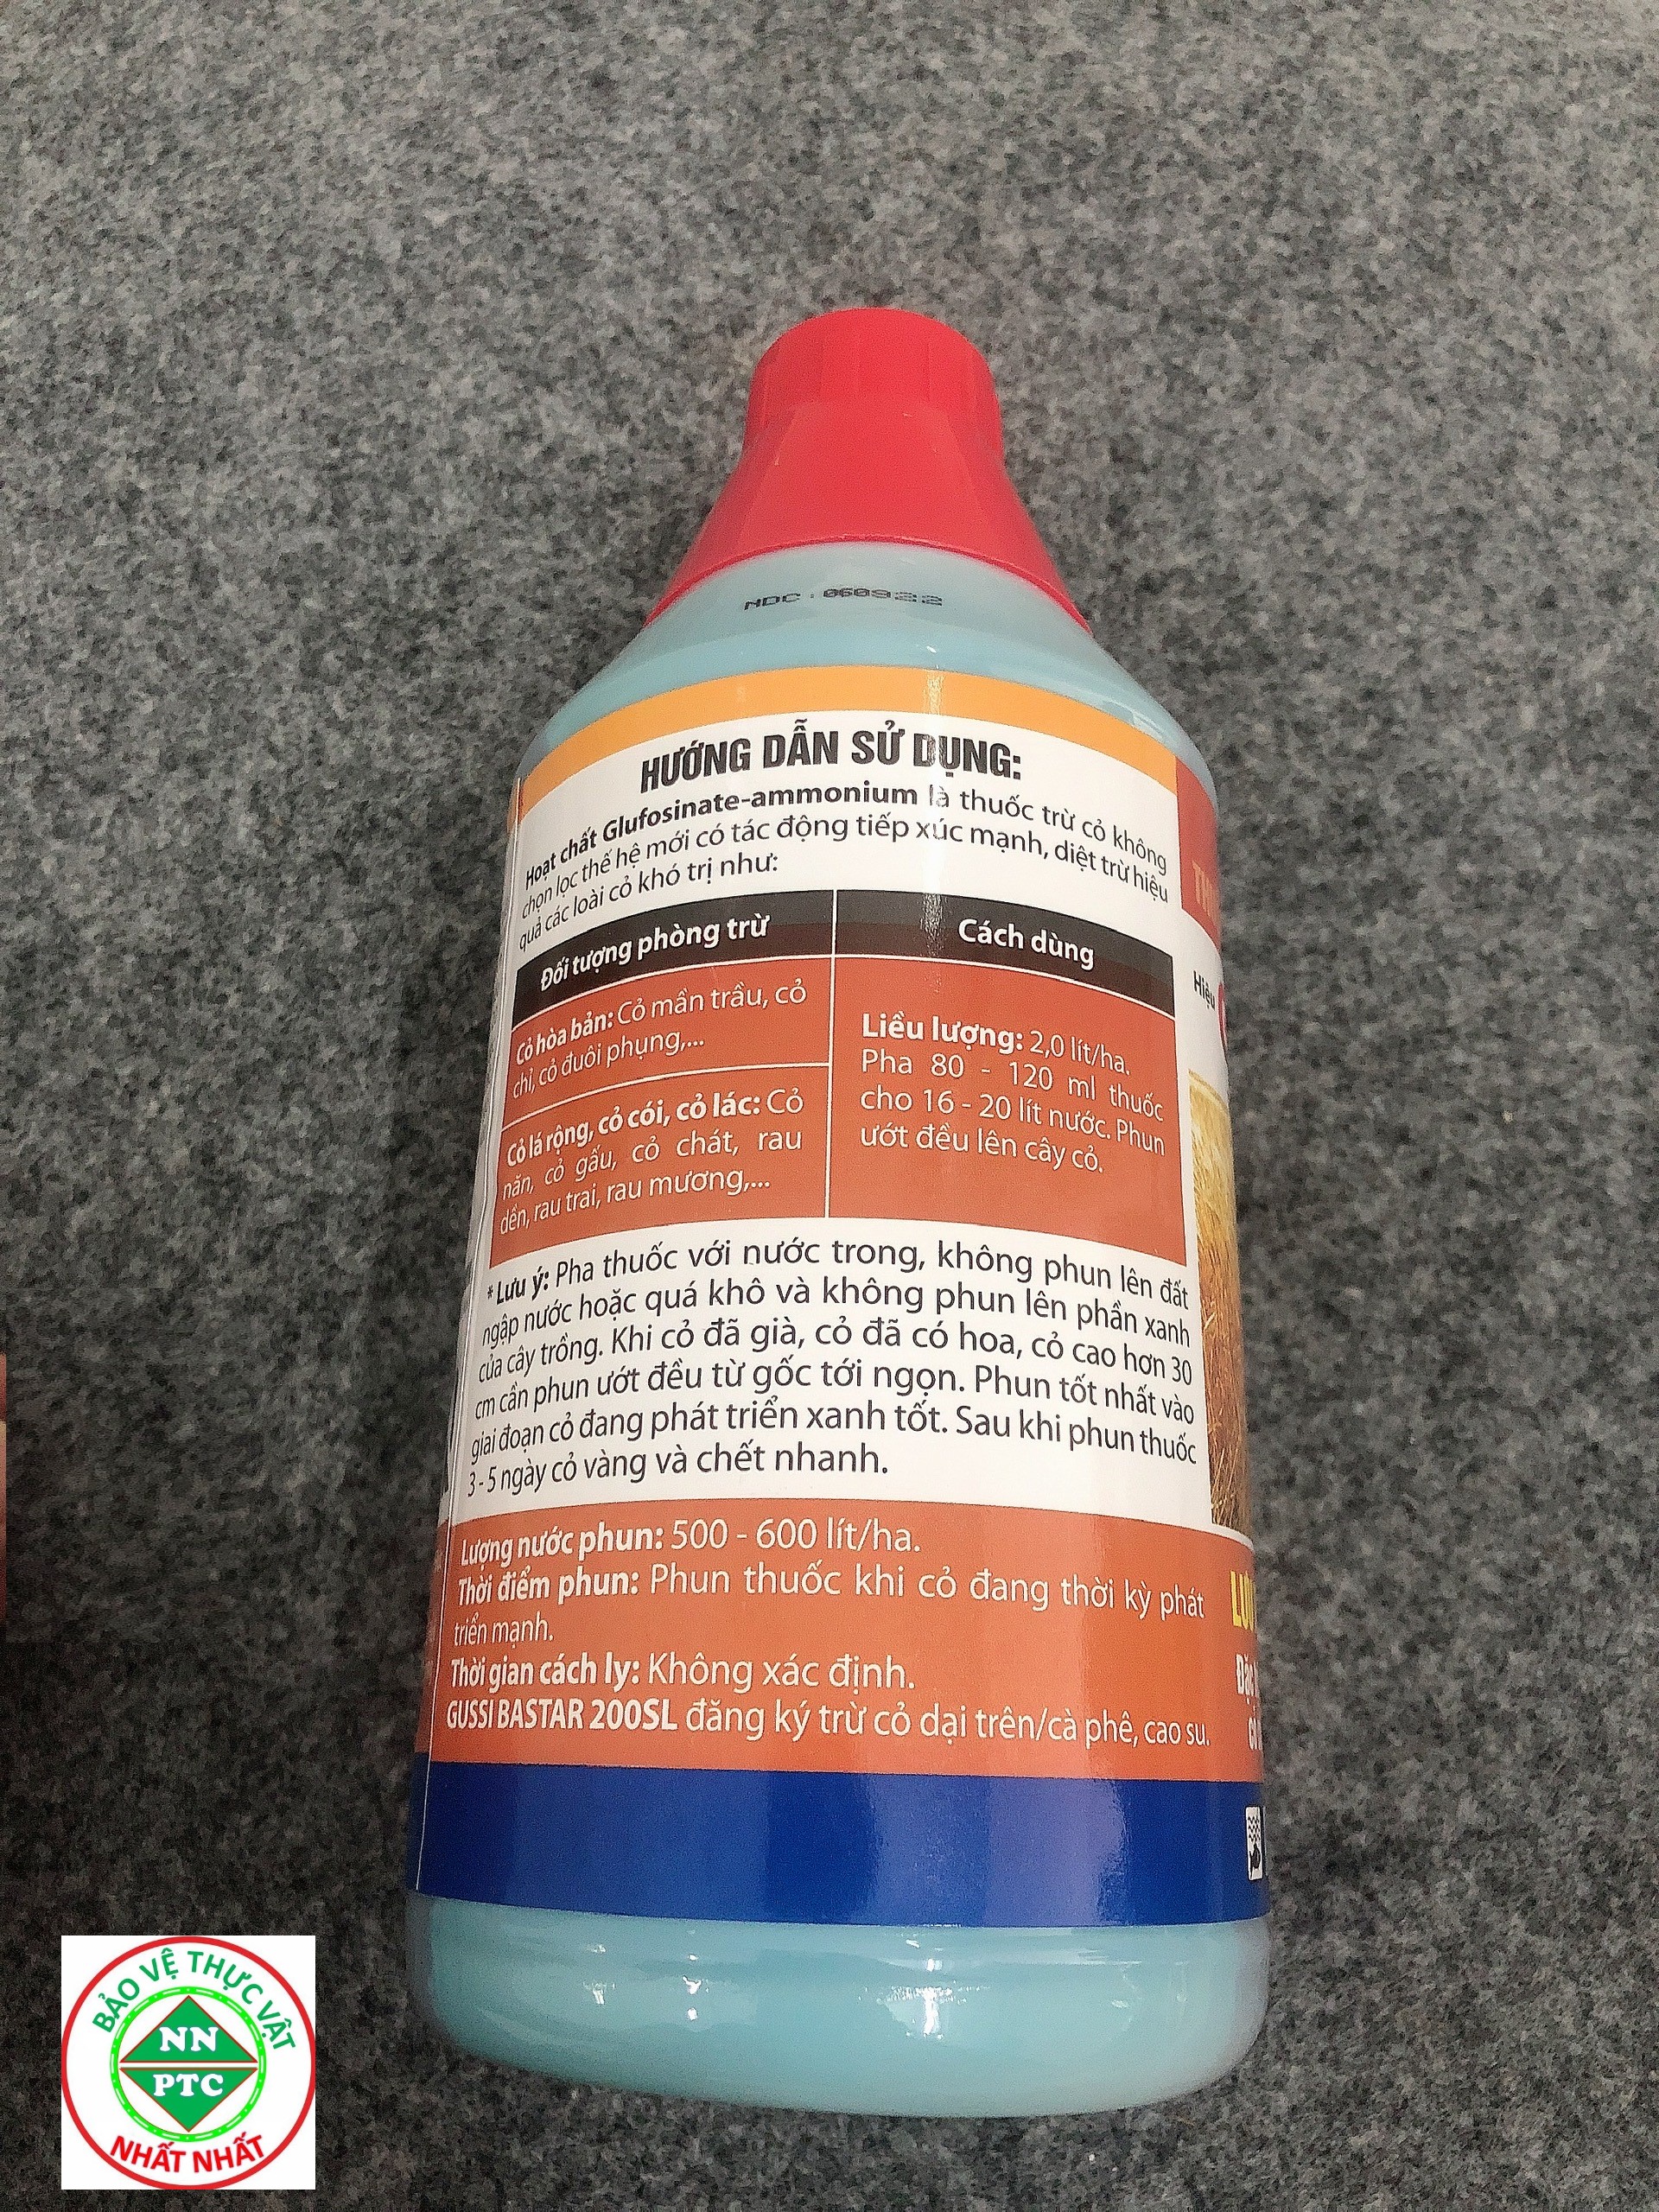 NDC : 060922
HƯỚNG DẪN SỬ DỤNG:
Hoạt chất Glufosinate-ammonium là thuốc trừ cỏ không
chọn lọc thế hệ mới có tác động tiếp xúc mạnh, diệt trừ hiệu
quả các loài cỏ khó trị như:
Đối tượng phòng trừ
Cỏ hòa bản: Cỏ mần trầu, cỏ
chỉ, cỏ đuôi phụng,...
Cỏ lá rộng, cỏ cói, cỏ lác: Cỏ
năn, cỏ gấu, cỏ chát, rau
dền, rau trai, rau mương,...
Cách dùng
Liều lượng: 2,0 lít/ha.
Pha 80 - 120 ml thuốc
cho 16 - 20 lít nước. Phun
ướt đều lên cây cỏ.
* Lưu ý: Pha thuốc với nước trong, không phun lên đất
ngập nước hoặc quá khô và không phun lên phần xanh
của cây trồng. Khi cỏ đã già, cỏ đã có hoa, cỏ cao hơn 30
cm cần phun ướt đều từ gốc tới ngọn. Phun tốt nhất vào
giai đoạn cỏ đang phát triển xanh tốt. Sau khi phun thuốc
3 - 5 ngày cỏ vàng và chết nhanh.
Lượng nước phun: 500 - 600 lít/ha.
Thời điểm phun: Phun thuốc khi cỏ đang thời kỳ phát
triển mạnh.
Thời gian cách ly: Không xác định.
GUSSI BASTAR 200SL đăng ký trừ cỏ dại trên/cà phê, cao su.
Hiệu
BẢO VỆ THỰC VẬT
NN
PTC
NHẤT NHẤT